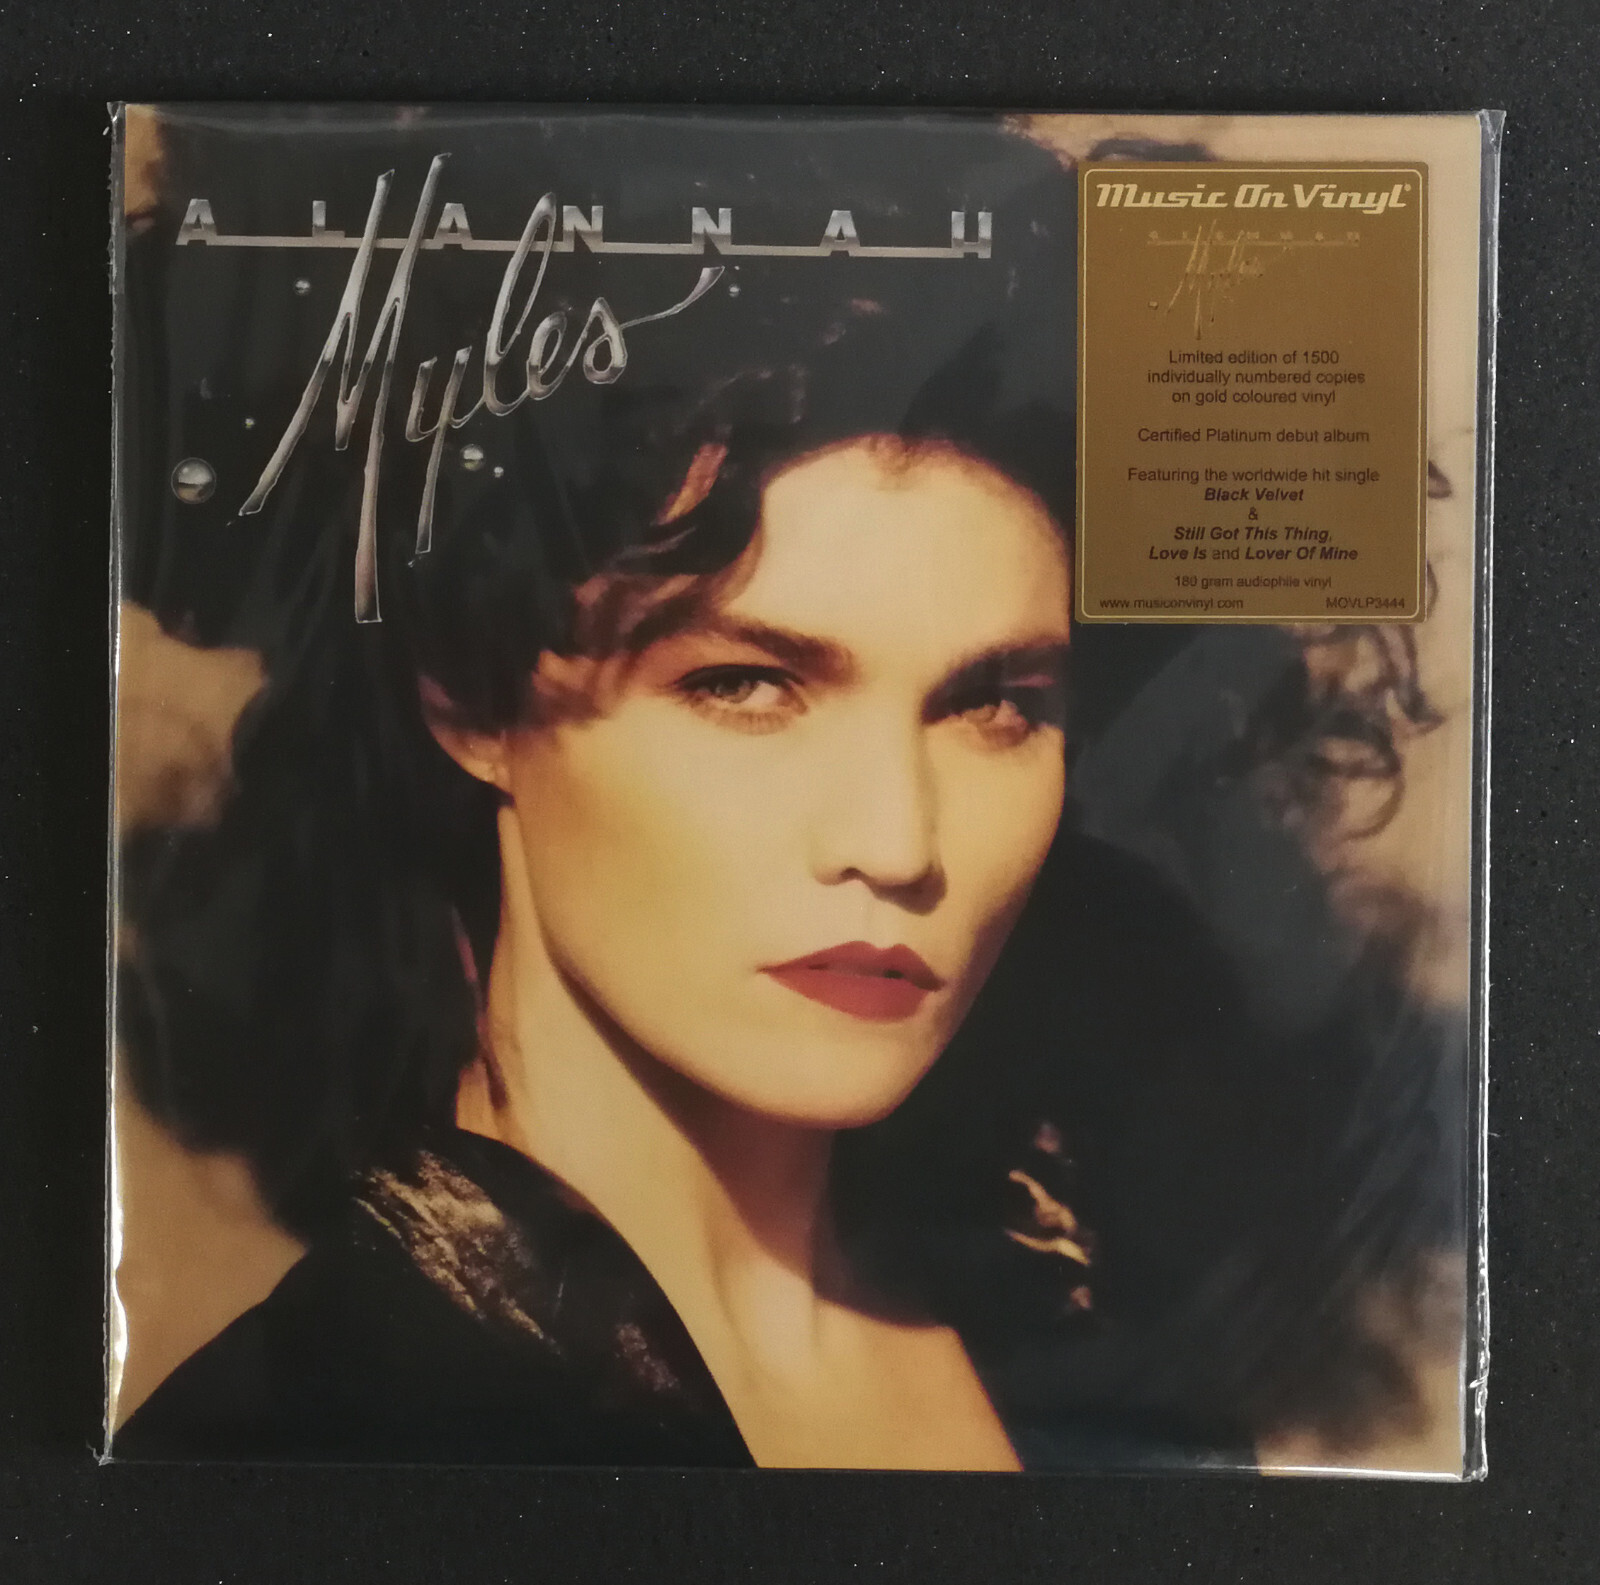 ALANNAH
Myles
Music On Vinyl®
ALANNAH
Myles
Limited edition of 1500
individually numbered copies
on gold coloured vinyl
Certified Platinum debut album
Featuring the worldwide hit single
Black Velvet
&
Still Got This Thing,
Love Is and Lover Of Mine
180 gram audiophile vinyl
www.musiconvinyl.com MOVLP3444